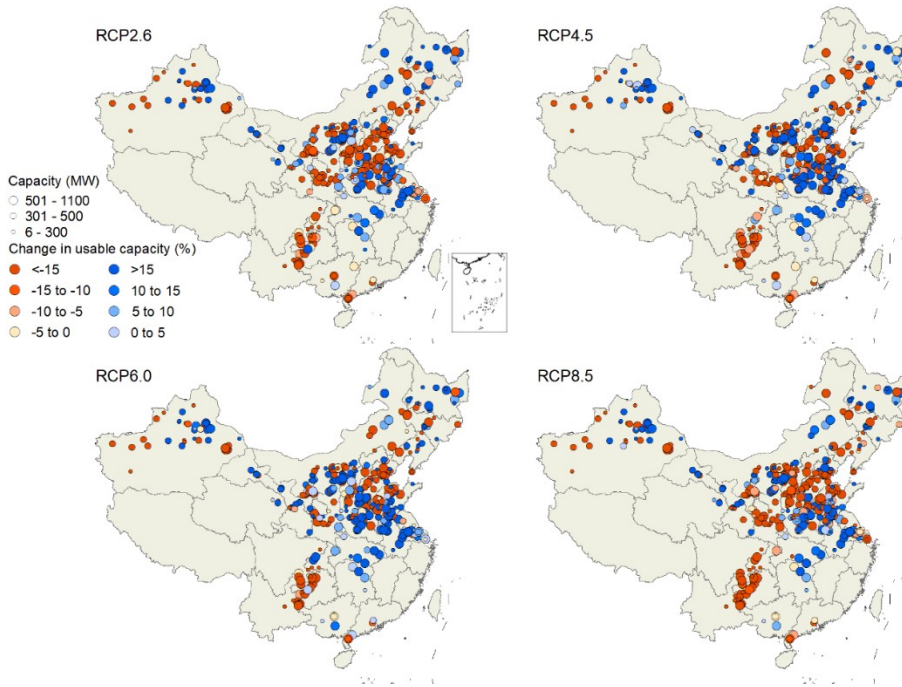 RCP2.6
RCP4.5
Capacity (MW)
501 - 1100
301 - 500
6 - 300
Change in usable capacity (%)
<-15
>15
-15 to -10
10 to 15
-10 to -5
5 to 10
-5 to 0
0 to 5
RCP6.0
RCP8.5